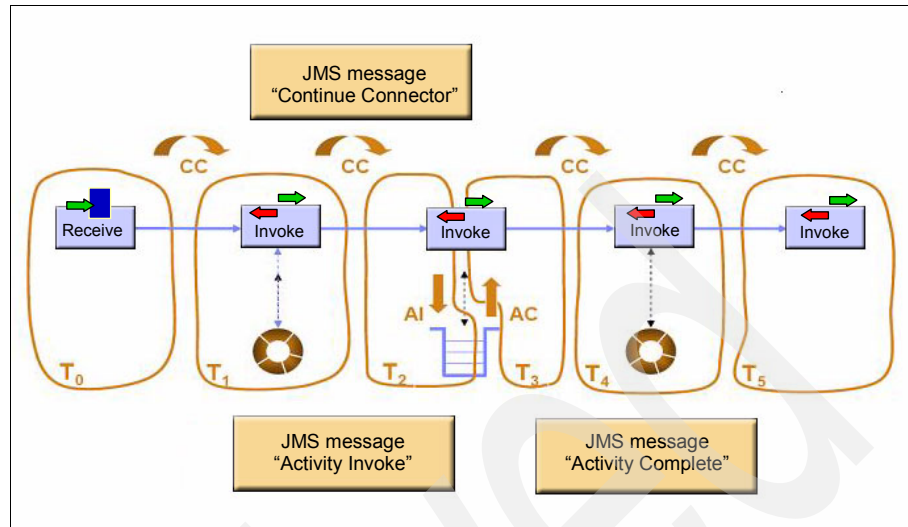 JMS message
“Continue Connector”
CC
CC
CC
CC
Receive
Invoke
Invoke
Invoke
Invoke
AI
AC
T0
T1
T2
T3
T4
T5
JMS message
“Activity Invoke”
JMS message
“Activity Complete”